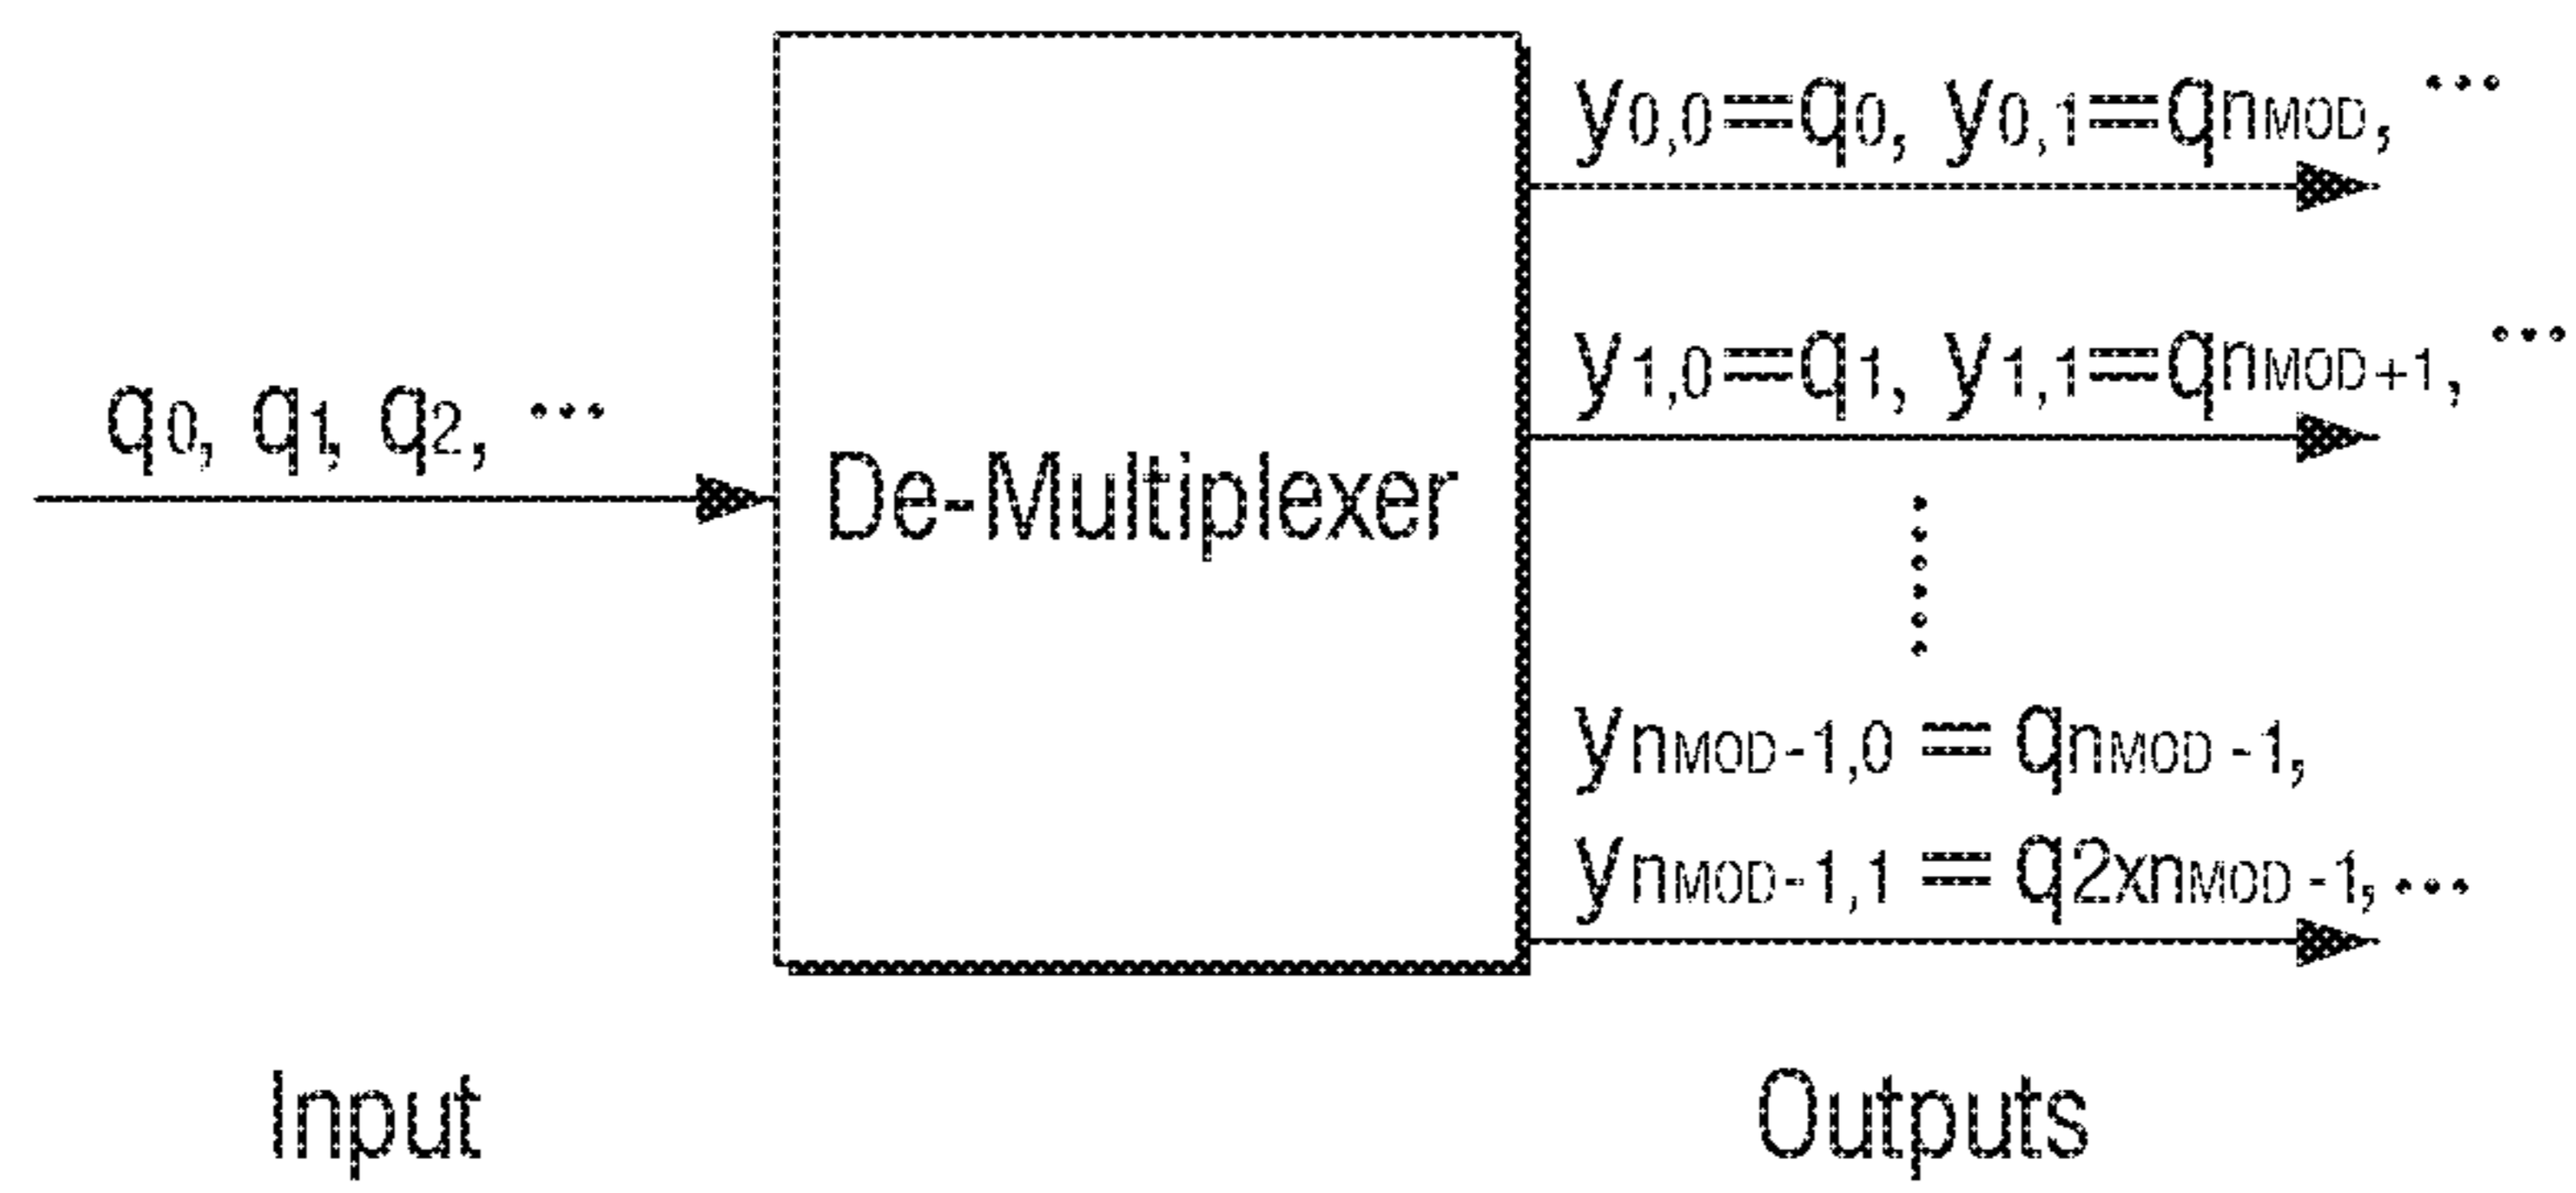 y0,0=q0, y0,1=qnMOD, ...
y1,0=q1, y1,1=qnMOD+1, ...
q0, q1, q2, ...
De-Multiplexer
ynMOD-1,0 = qnMOD-1,
ynMOD-1,1 = q2xnMOD-1, ...
Input
Outputs